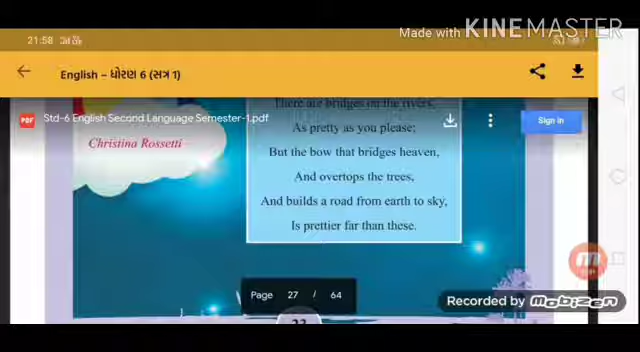 Made with KINEMASTER
21:58
English – ધોરણ 6 (સત્ર 1)
There are bridges on the rivers,
Std-6 English Second Language Semester-1.pdf
Sign in
PDF
As pretty as you please;
Christina Rossetti
But the bow that bridges heaven,
And overtops the trees,
And builds a road from earth to sky,
Is prettier far than these.
Page 27 / 64
Recorded by Mobizen
23